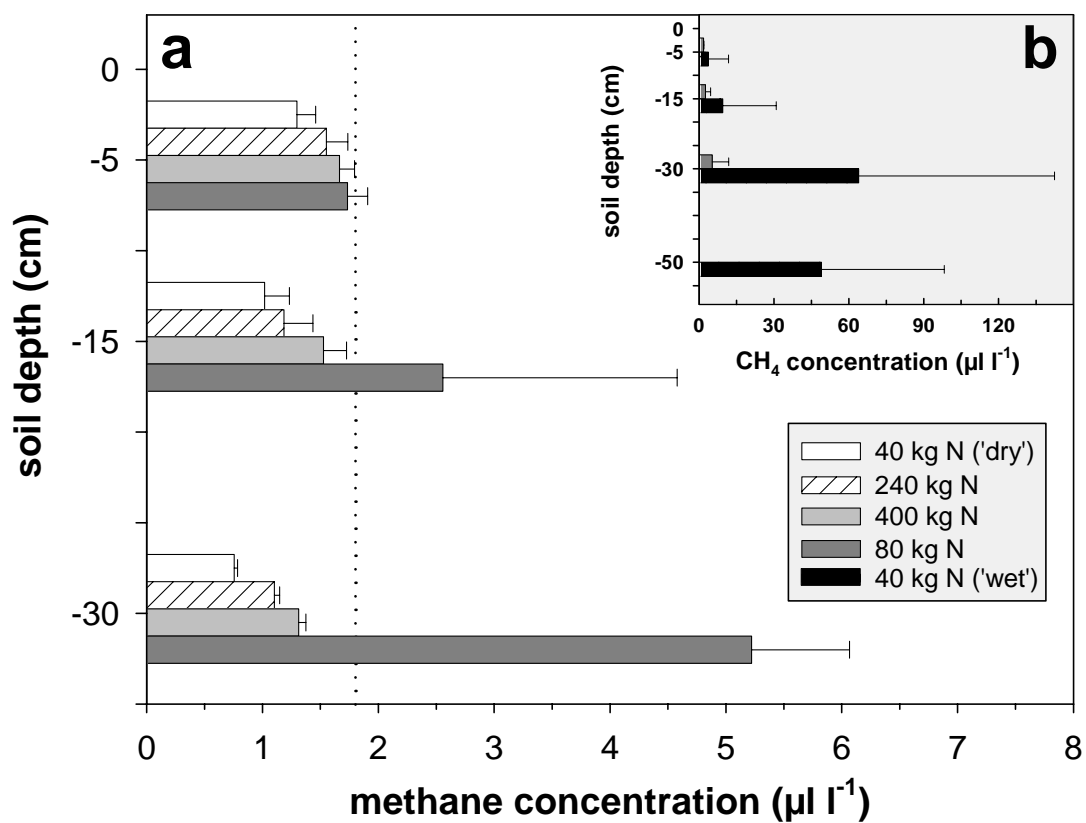 a
0
-5
-15
-30
soil depth (cm)
0
1
2
3
4
5
6
7
8
methane concentration (µl l⁻¹)
b
0
-5
-15
-30
-50
soil depth (cm)
0
30
60
90
120
CH₄ concentration (µl l⁻¹)
40 kg N ('dry')
240 kg N
400 kg N
80 kg N
40 kg N ('wet')